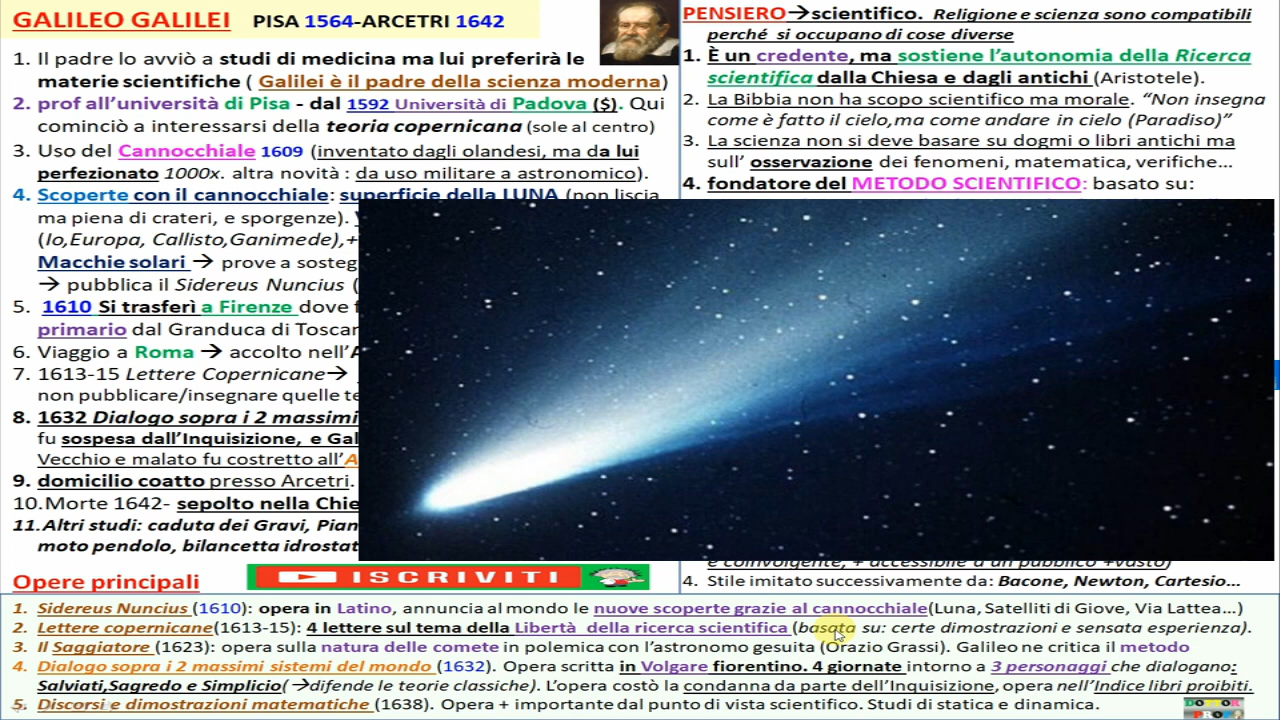 GALILEO GALILEI PISA 1564-ARCETRI 1642
1. Il padre lo avviò a studi di medicina ma lui preferirà le
materie scientifiche ( Galilei è il padre della scienza moderna)
2. prof all'università di Pisa - dal 1592 Università di Padova ($). Qui
cominciò a interessarsi della teoria copernicana (sole al centro)
3. Uso del Cannocchiale 1609 (inventato dagli olandesi, ma da lui
perfezionato 1000x. altra novità : da uso militare a astronomico).
4. Scoperte con il cannocchiale: superficie della LUNA (non liscia
ma piena di crateri, e sporgenze).
(Io,Europa, Callisto,Ganimede),+
Macchie solari → prove a sosteg
→ pubblica il Sidereus Nuncius (
5. 1610 Si trasferì a Firenze dove
primario dal Granduca di Toscan
6. Viaggio a Roma → accolto nell'A
7. 1613-15 Lettere Copernicane→
non pubblicare/insegnare quelle te
8. 1632 Dialogo sopra i 2 massimi
fu sospesa dall'Inquisizione, e Gal
Vecchio e malato fu costretto all'A
9. domicilio coatto presso Arcetri.
10.Morte 1642- sepolto nella Chie
11.Altri studi: caduta dei Gravi, Pian
moto pendolo, bilancetta idrostat
PENSIERO→scientifico. Religione e scienza sono compatibili
perché si occupano di cose diverse
1. È un credente, ma sostiene l'autonomia della Ricerca
scientifica dalla Chiesa e dagli antichi (Aristotele).
2. La Bibbia non ha scopo scientifico ma morale. “Non insegna
come è fatto il cielo,ma come andare in cielo (Paradiso)”
3. La scienza non si deve basare su dogmi o libri antichi ma
sull' osservazione dei fenomeni, matematica, verifiche...
4. fondatore del METODO SCIENTIFICO: basato su:
e coinvolgente, + accessibile a un pubblico +vasto)
4. Stile imitato successivamente da: Bacone, Newton, Cartesio...
Opere principali
ISCRIVITI
1. Sidereus Nuncius (1610): opera in Latino, annuncia al mondo le nuove scoperte grazie al cannocchiale(Luna, Satelliti di Giove, Via Lattea...)
2. Lettere copernicane(1613-15): 4 lettere sul tema della Libertà della ricerca scientifica (basata su: certe dimostrazioni e sensata esperienza).
3. Il Saggiatore (1623): opera sulla natura delle comete in polemica con l'astronomo gesuita (Orazio Grassi). Galileo ne critica il metodo
4. Dialogo sopra i 2 massimi sistemi del mondo (1632). Opera scritta in Volgare fiorentino. 4 giornate intorno a 3 personaggi che dialogano:
Salviati,Sagredo e Simplicio( →difende le teorie classiche). L'opera costò la condanna da parte dell'Inquisizione, opera nell'Indice libri proibiti.
5. Discorsi e dimostrazioni matematiche (1638). Opera + importante dal punto di vista scientifico. Studi di statica e dinamica.
DOTTOR
PROF